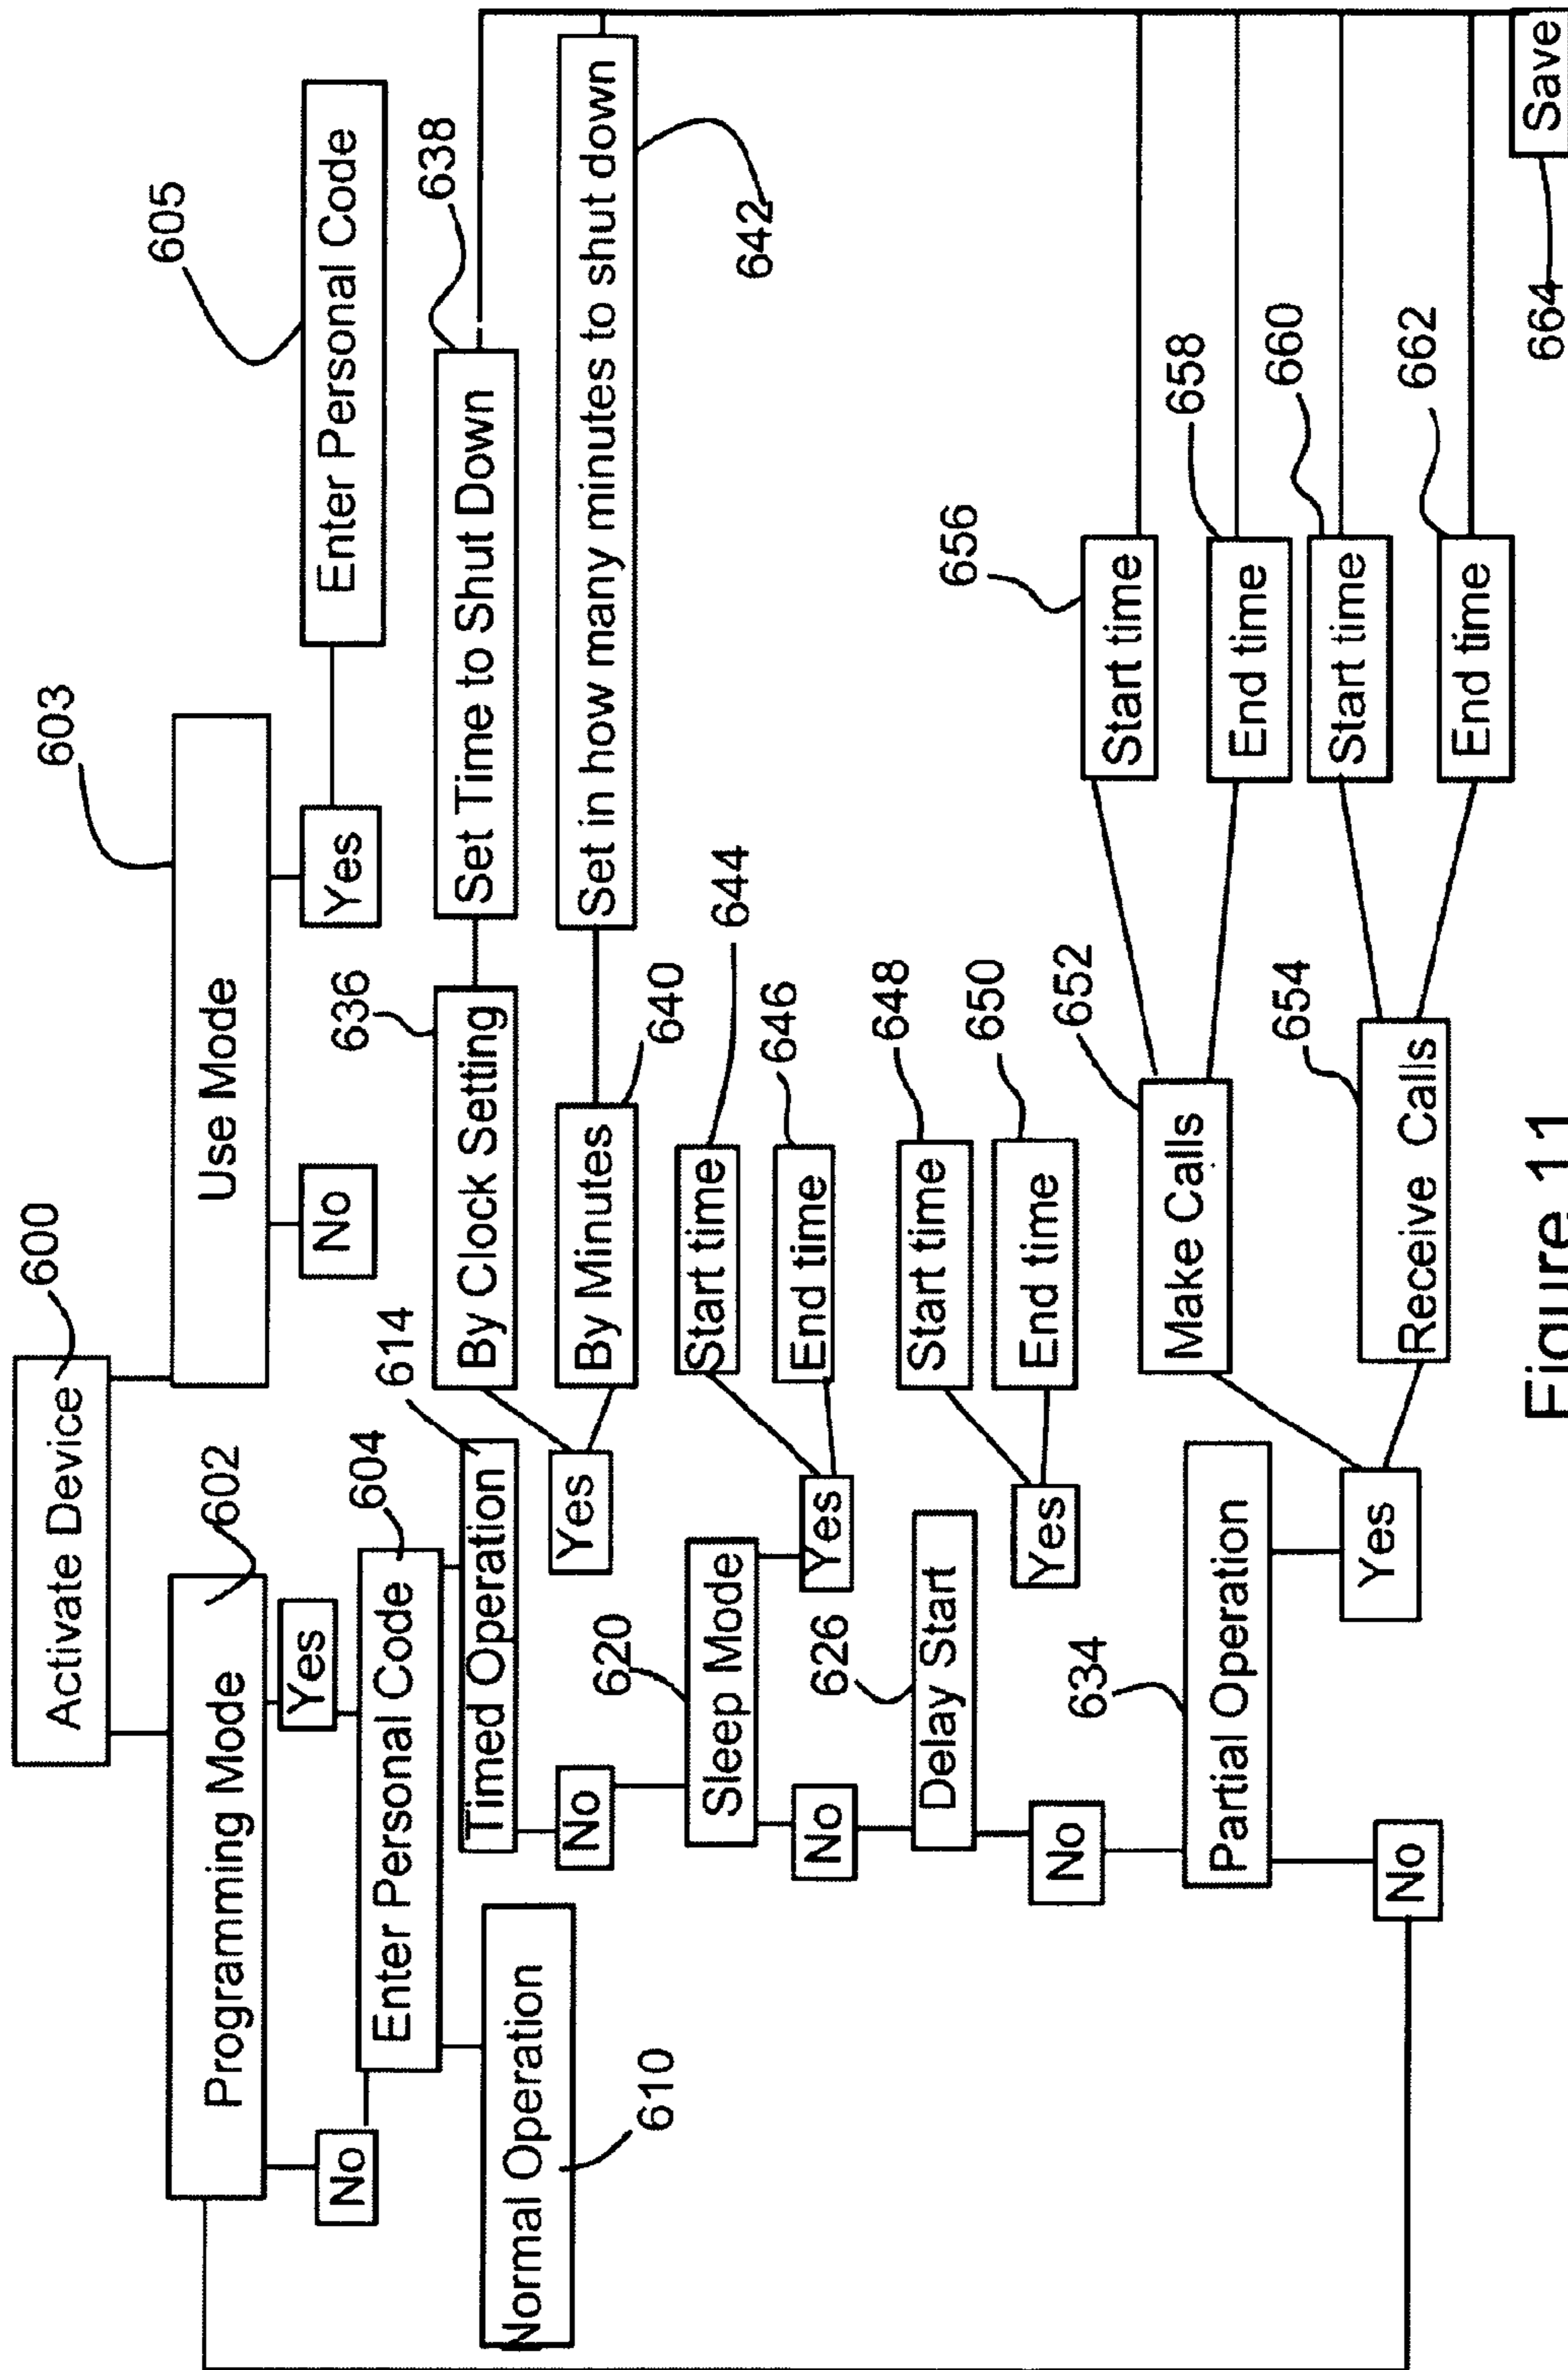 Activate Device
600
Programming Mode
602
Use Mode
603
No
Yes
No
Yes
605
Enter Personal Code
604
Enter Personal Code
614
Normal Operation
610
Timed Operation
636
By Clock Setting
638
Set Time to Shut Down
No
Yes
By Minutes
640
Set in how many minutes to shut down
642
620
Sleep Mode
Start time
644
No
Yes
End time
646
626
Delay Start
Start time
648
No
Yes
End time
650
634
Partial Operation
Make Calls
652
Start time
656
End time
658
No
Yes
Receive Calls
654
Start time
660
End time
662
664
Save
Figure 11